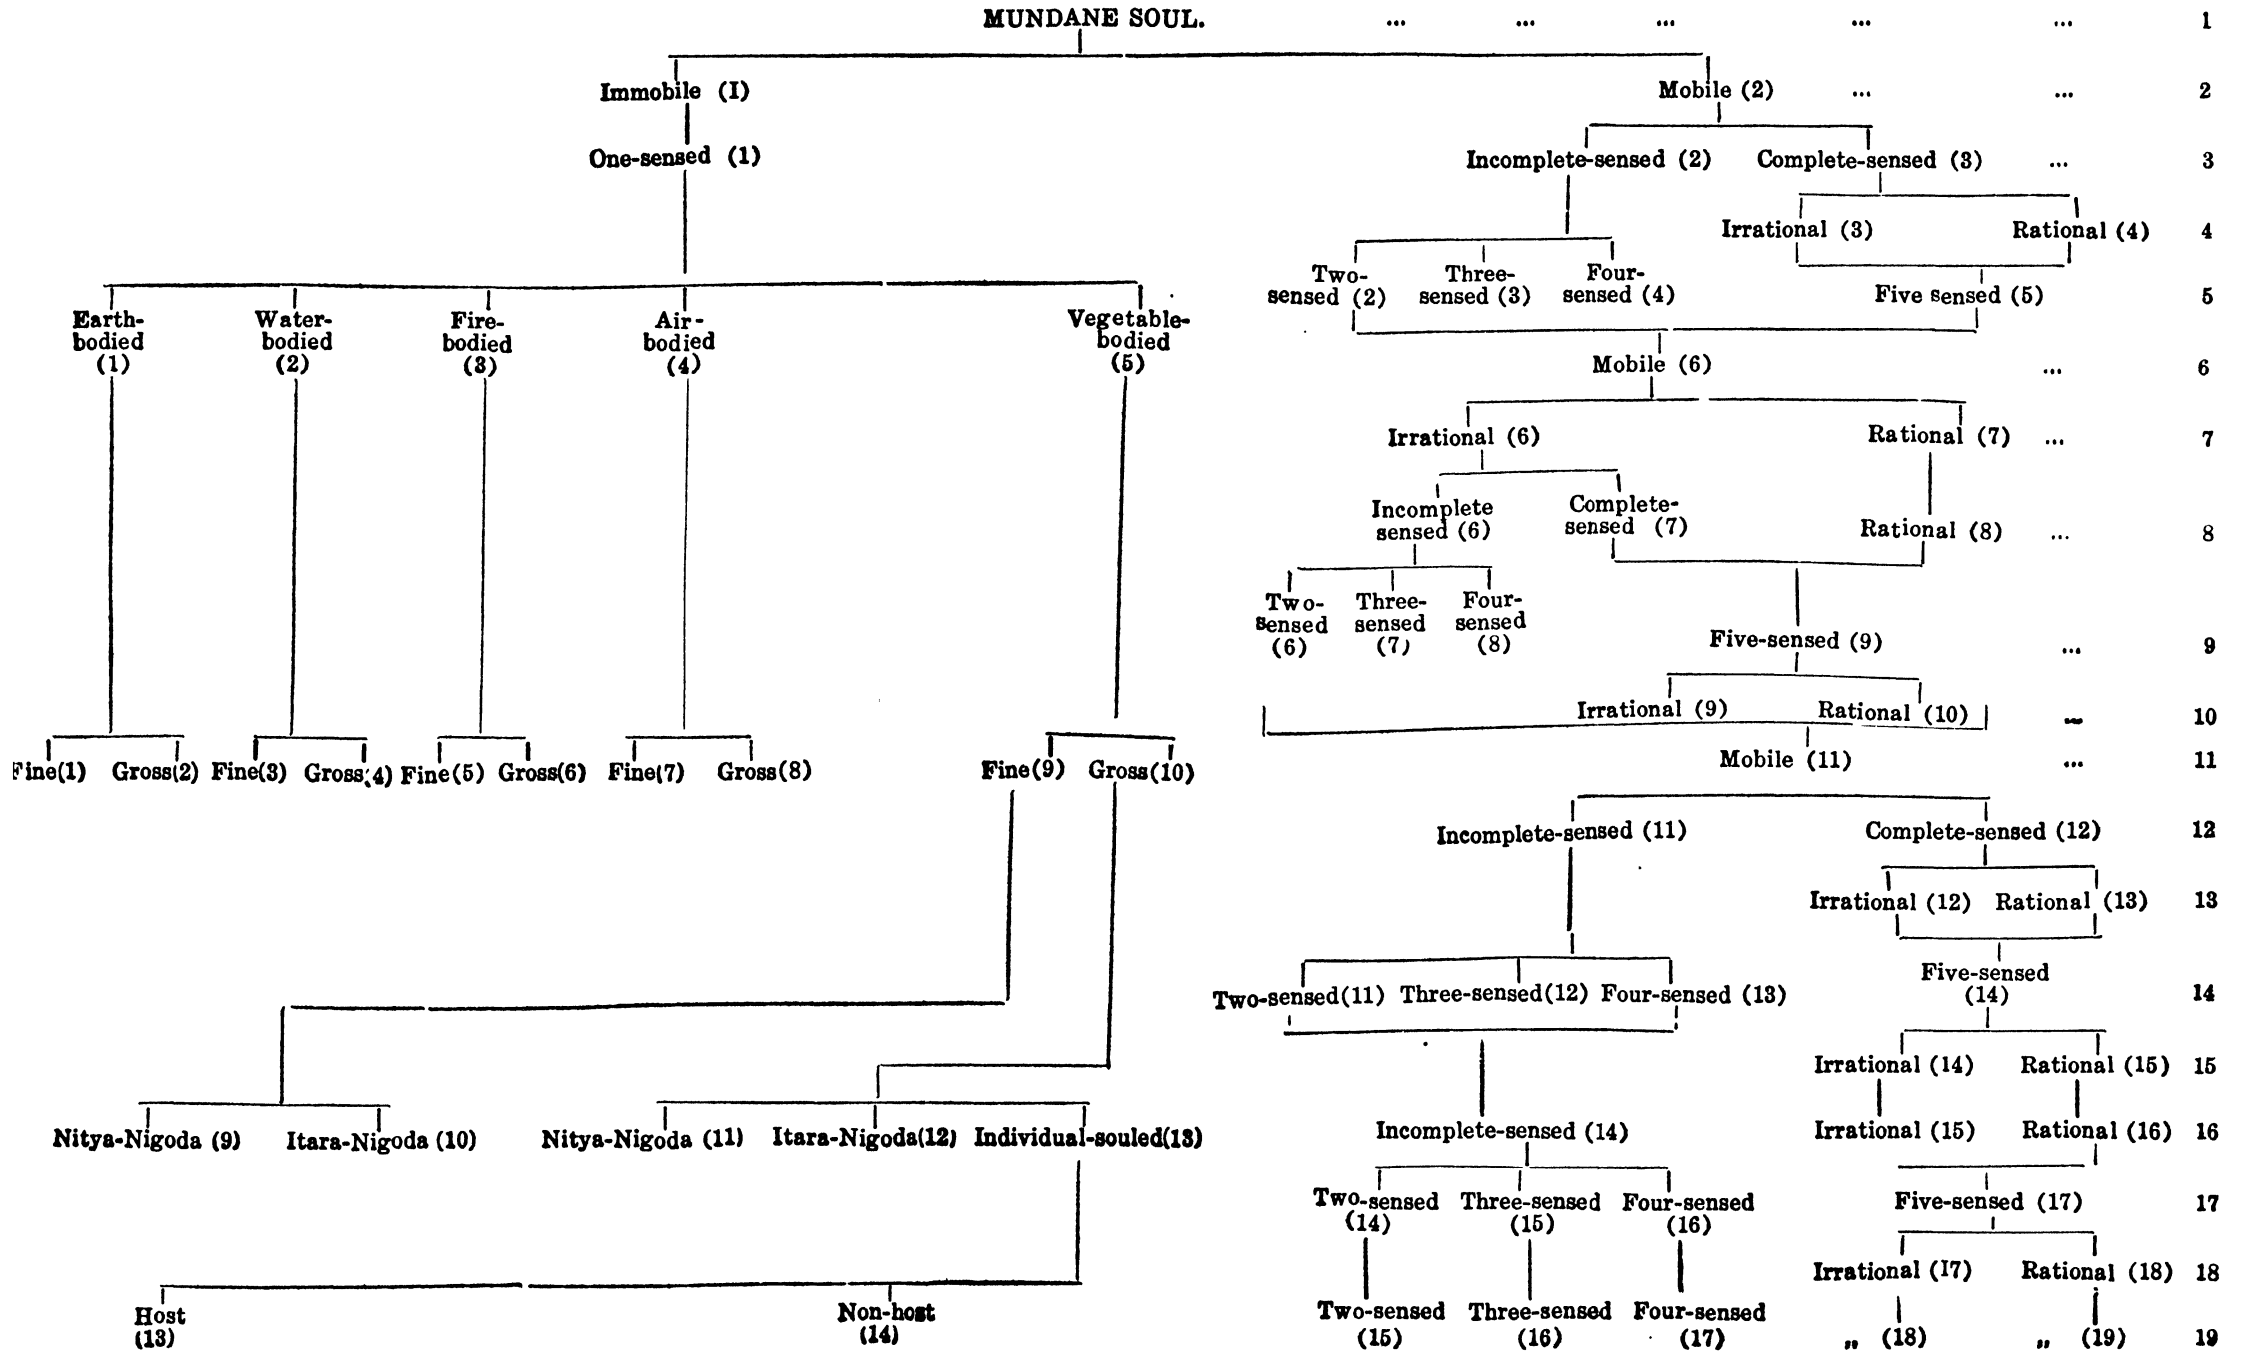 MUNDANE SOUL. ... ... ... ... ... 1
Immobile (I) Mobile (2) ... ... 2
One-sensed (1) Incomplete-sensed (2) Complete-sensed (3) ... 3
Irrational (3) Rational (4) 4
Two- Three- Four-
sensed (2) sensed (3) sensed (4) Five sensed (5) 5
Earth- Water- Fire- Air- Vegetable-
bodied bodied bodied bodied bodied
(1) (2) (3) (4) (5)
Mobile (6) ... 6
Irrational (6) Rational (7) ... 7
Incomplete Complete-
sensed (6) sensed (7) Rational (8) ... 8
Two- Three- Four-
sensed sensed sensed
(6) (7) (8) Five-sensed (9) ... 9
Irrational (9) Rational (10) ... 10
Fine(1) Gross(2) Fine(3) Gross(4) Fine(5) Gross(6) Fine(7) Gross(8) Fine(9) Gross(10) Mobile (11) ... 11
Incomplete-sensed (11) Complete-sensed (12) 12
Irrational (12) Rational (13) 13
Five-sensed
Two-sensed(11) Three-sensed(12) Four-sensed (13) (14) 14
Irrational (14) Rational (15) 15
Nitya-Nigoda (9) Itara-Nigoda (10) Nitya-Nigoda (11) Itara-Nigoda(12) Individual-souled(13) Incomplete-sensed (14) Irrational (15) Rational (16) 16
Two-sensed Three-sensed Four-sensed Five-sensed (17) 17
(14) (15) (16)
Irrational (17) Rational (18) 18
Host Non-host Two-sensed Three-sensed Four-sensed
(13) (14) (15) (16) (17) „ (18) „ (19) 19